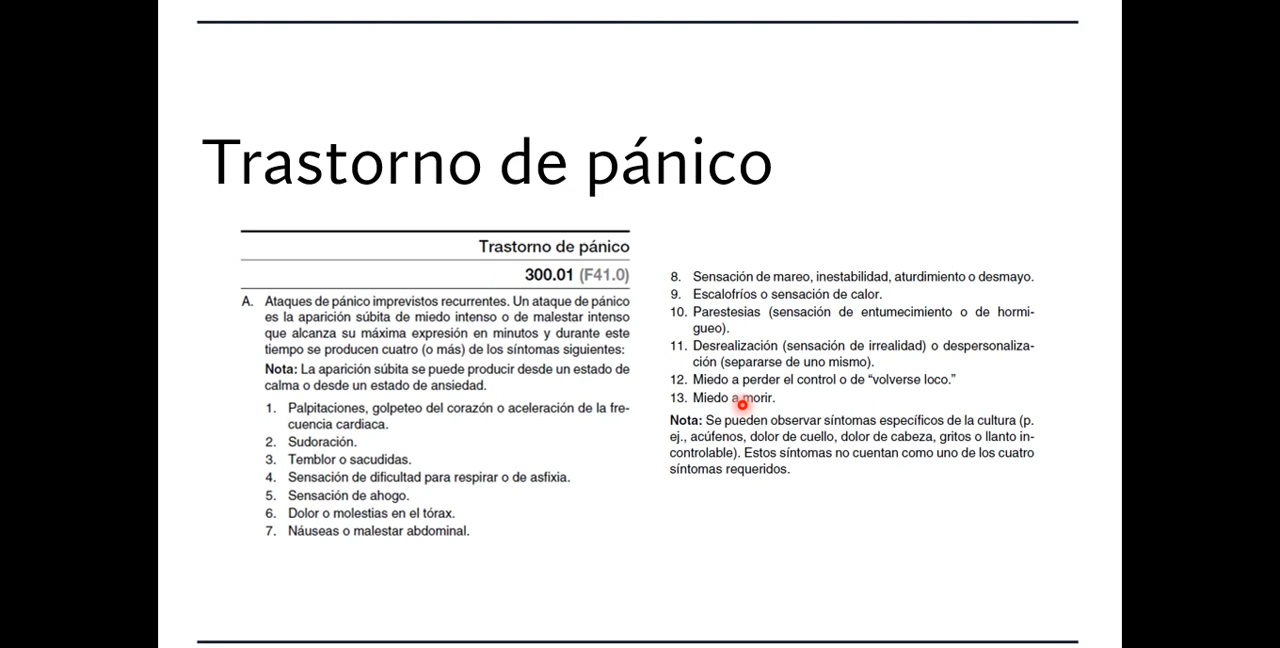 Trastorno de pánico
Trastorno de pánico
300.01 (F41.0)
A. Ataques de pánico imprevistos recurrentes. Un ataque de pánico
es la aparición súbita de miedo intenso o de malestar intenso
que alcanza su máxima expresión en minutos y durante este
tiempo se producen cuatro (o más) de los síntomas siguientes:
Nota: La aparición súbita se puede producir desde un estado de
calma o desde un estado de ansiedad.
1. Palpitaciones, golpeteo del corazón o aceleración de la fre-
cuencia cardiaca.
2. Sudoración.
3. Temblor o sacudidas.
4. Sensación de dificultad para respirar o de asfixia.
5. Sensación de ahogo.
6. Dolor o molestias en el tórax.
7. Náuseas o malestar abdominal.
8. Sensación de mareo, inestabilidad, aturdimiento o desmayo.
9. Escalofríos o sensación de calor.
10. Parestesias (sensación de entumecimiento o de hormi-
gueo).
11. Desrealización (sensación de irrealidad) o despersonaliza-
ción (separarse de uno mismo).
12. Miedo a perder el control o de “volverse loco.”
13. Miedo a morir.
Nota: Se pueden observar síntomas específicos de la cultura (p.
ej., acúfenos, dolor de cuello, dolor de cabeza, gritos o llanto in-
controlable). Estos síntomas no cuentan como uno de los cuatro
síntomas requeridos.